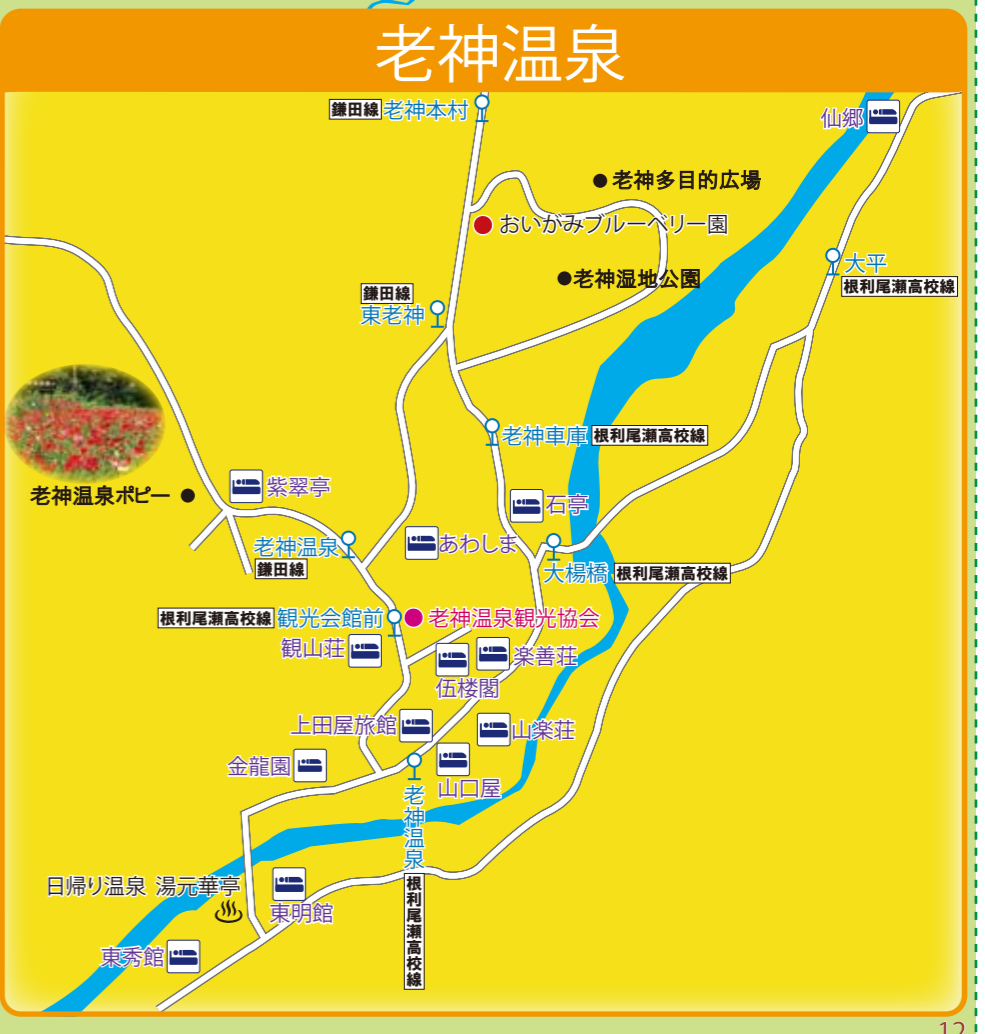 老神温泉
鎌田線 老神本村
仙郷
老神多目的広場
おいがみブルーベリー園
大平
根利尾瀬高校線
老神湿地公園
鎌田線
東老神
老神車庫 根利尾瀬高校線
紫翠亭
老神温泉ポピー
石亭
老神温泉
鎌田線
あわしま
大楊橋 根利尾瀬高校線
根利尾瀬高校線 観光会館前
老神温泉観光協会
観山荘
楽善荘
伍楼閣
上田屋旅館
山楽荘
金龍園
山口屋
老神温泉
根利尾瀬高校線
日帰り温泉 湯元華亭
東明館
東秀館
12